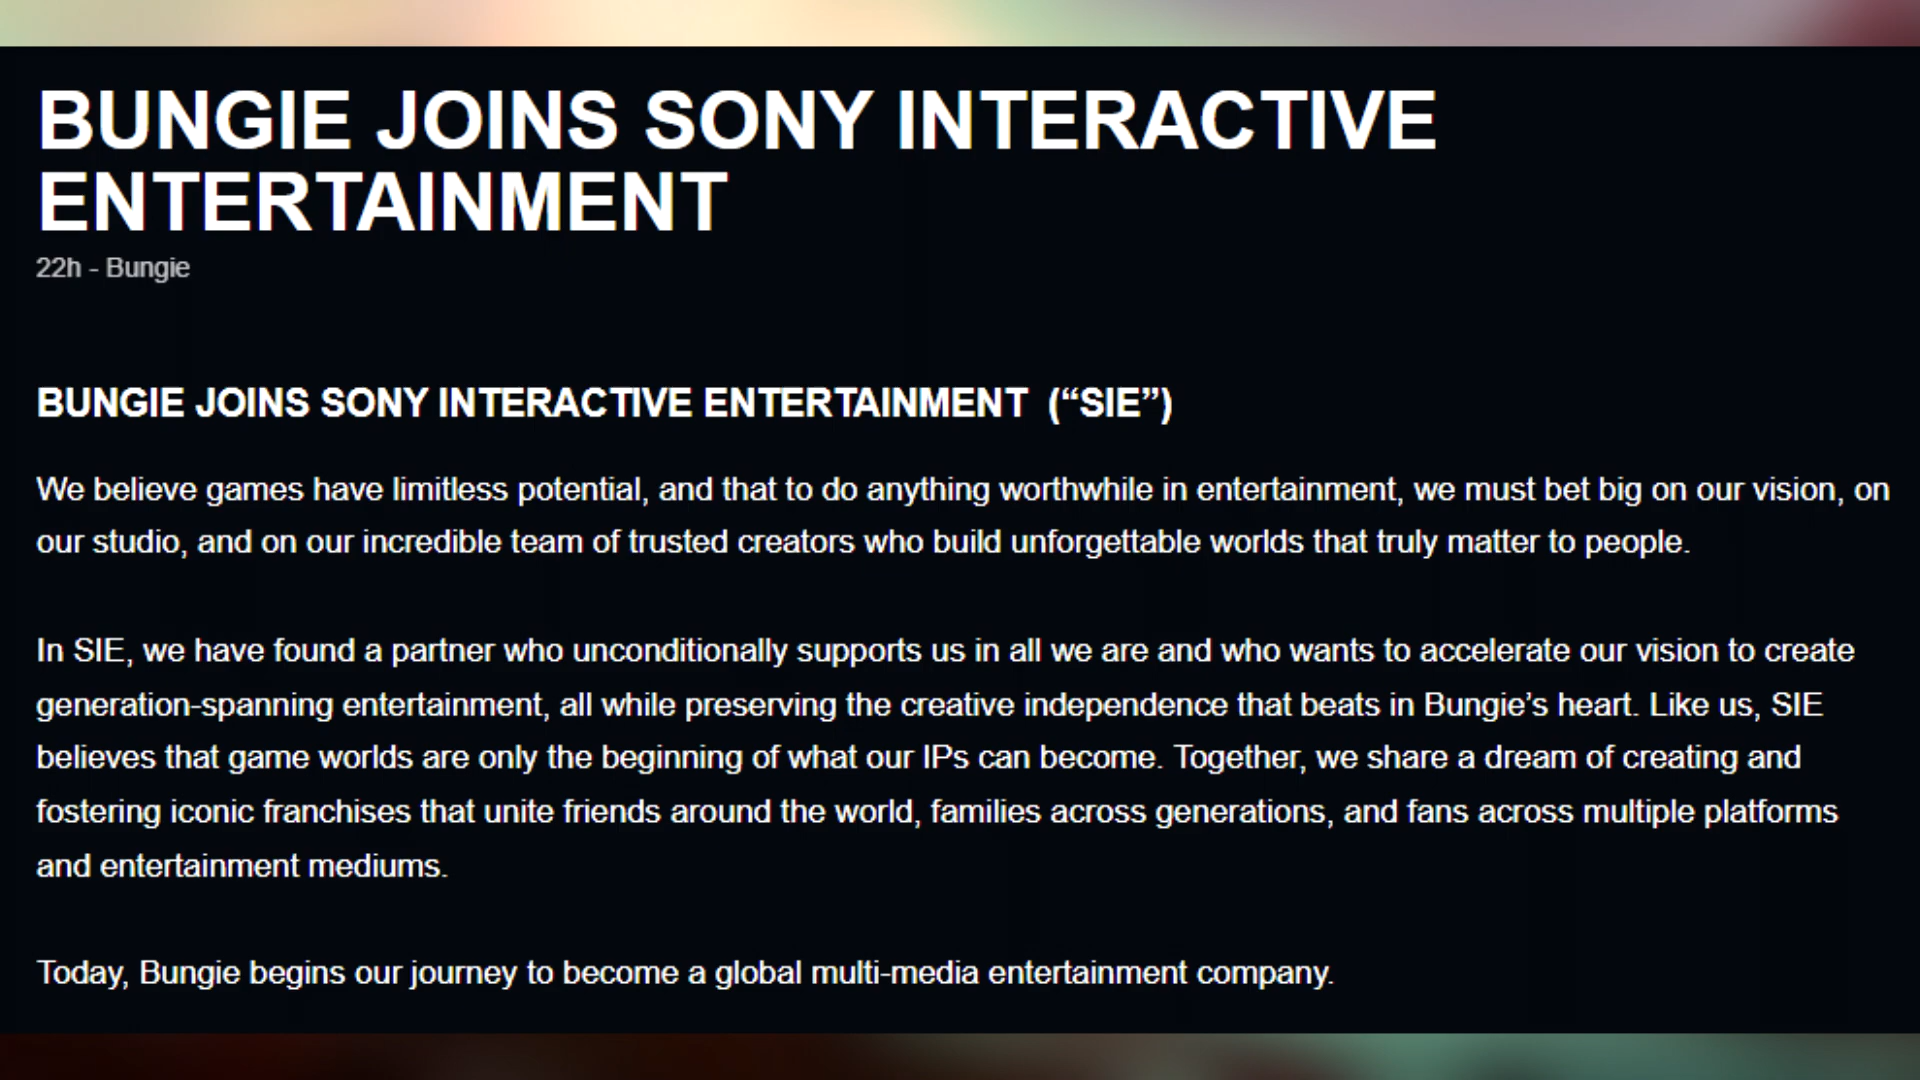 BUNGIE JOINS SONY INTERACTIVE
ENTERTAINMENT
22h - Bungie
BUNGIE JOINS SONY INTERACTIVE ENTERTAINMENT (“SIE”)
We believe games have limitless potential, and that to do anything worthwhile in entertainment, we must bet big on our vision, on
our studio, and on our incredible team of trusted creators who build unforgettable worlds that truly matter to people.
In SIE, we have found a partner who unconditionally supports us in all we are and who wants to accelerate our vision to create
generation-spanning entertainment, all while preserving the creative independence that beats in Bungie’s heart. Like us, SIE
believes that game worlds are only the beginning of what our IPs can become. Together, we share a dream of creating and
fostering iconic franchises that unite friends around the world, families across generations, and fans across multiple platforms
and entertainment mediums.
Today, Bungie begins our journey to become a global multi-media entertainment company.